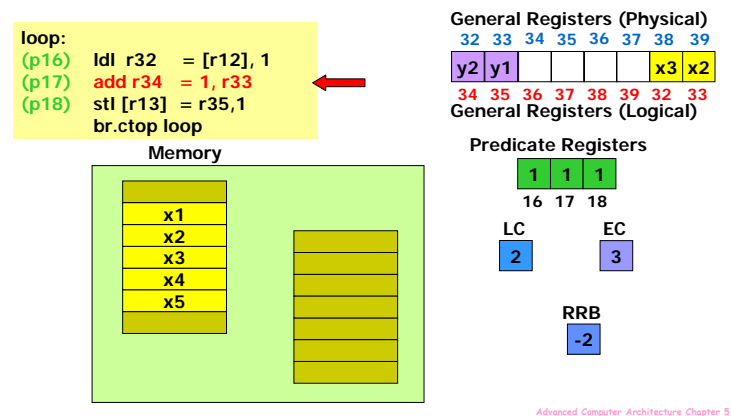 loop:
(p16) ldl r32 = [r12], 1
(p17) add r34 = 1, r33
(p18) stl [r13] = r35,1
br.ctop loop
General Registers (Physical)
32 33 34 35 36 37 38 39
y2 y1 x3 x2
34 35 36 37 38 39 32 33
General Registers (Logical)
Predicate Registers
1 1 1
16 17 18
LC EC
2 3
RRB
-2
Memory
x1
x2
x3
x4
x5
Advanced Computer Architecture Chapter 5